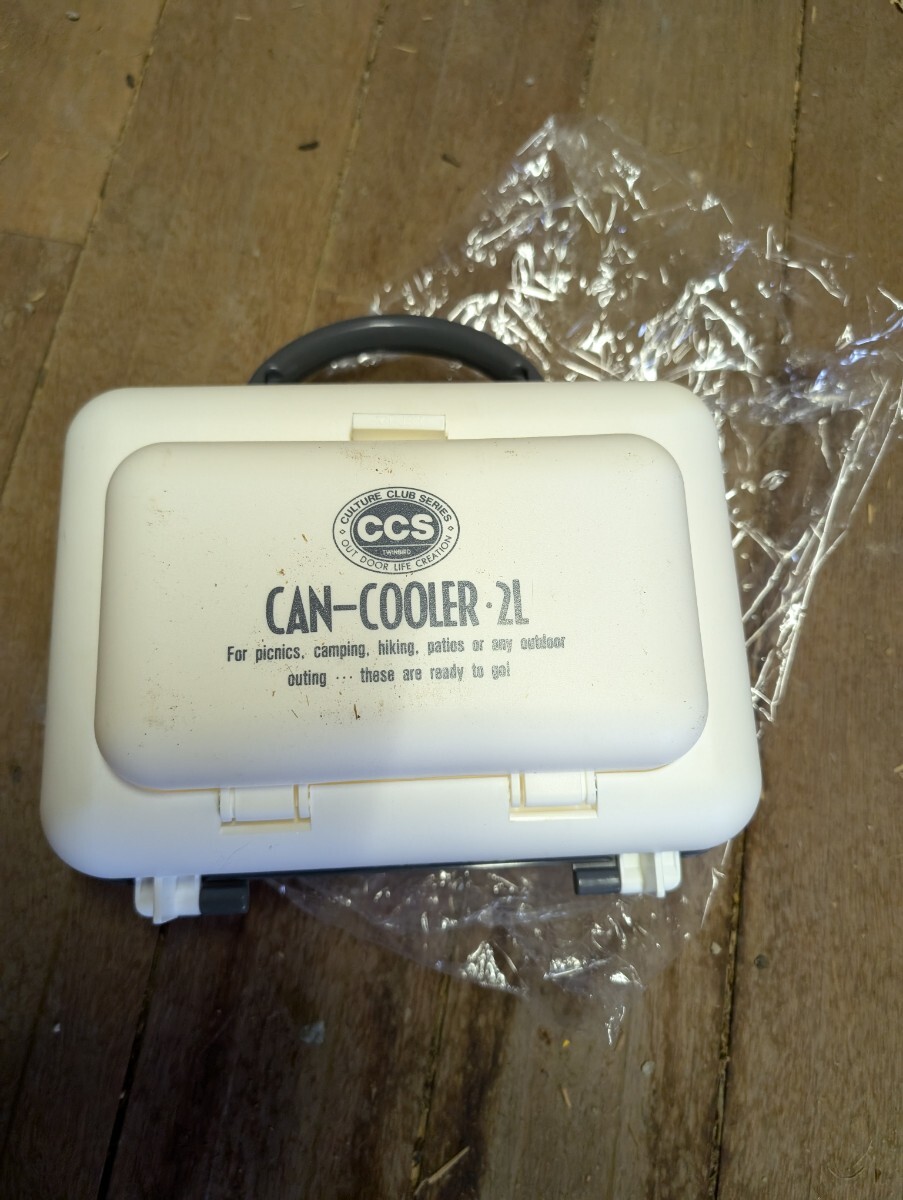 CULTURE CLUB SERIES
CCS
TWINBIRD
OUT DOOR LIFE CREATION
CAN-COOLER·2L
For picnics, camping, hiking, patios or any outdoor
outing ··· these are ready to go!